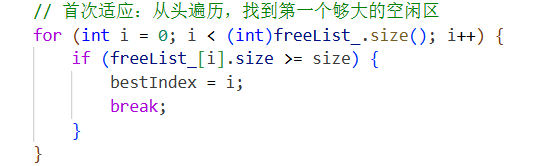 // 首次适应: 从头遍历，找到第一个够大的空闲区
for (int i = 0; i < (int)freeList_.size(); i++) {
    if (freeList_[i].size >= size) {
        bestIndex = i;
        break;
    }
}